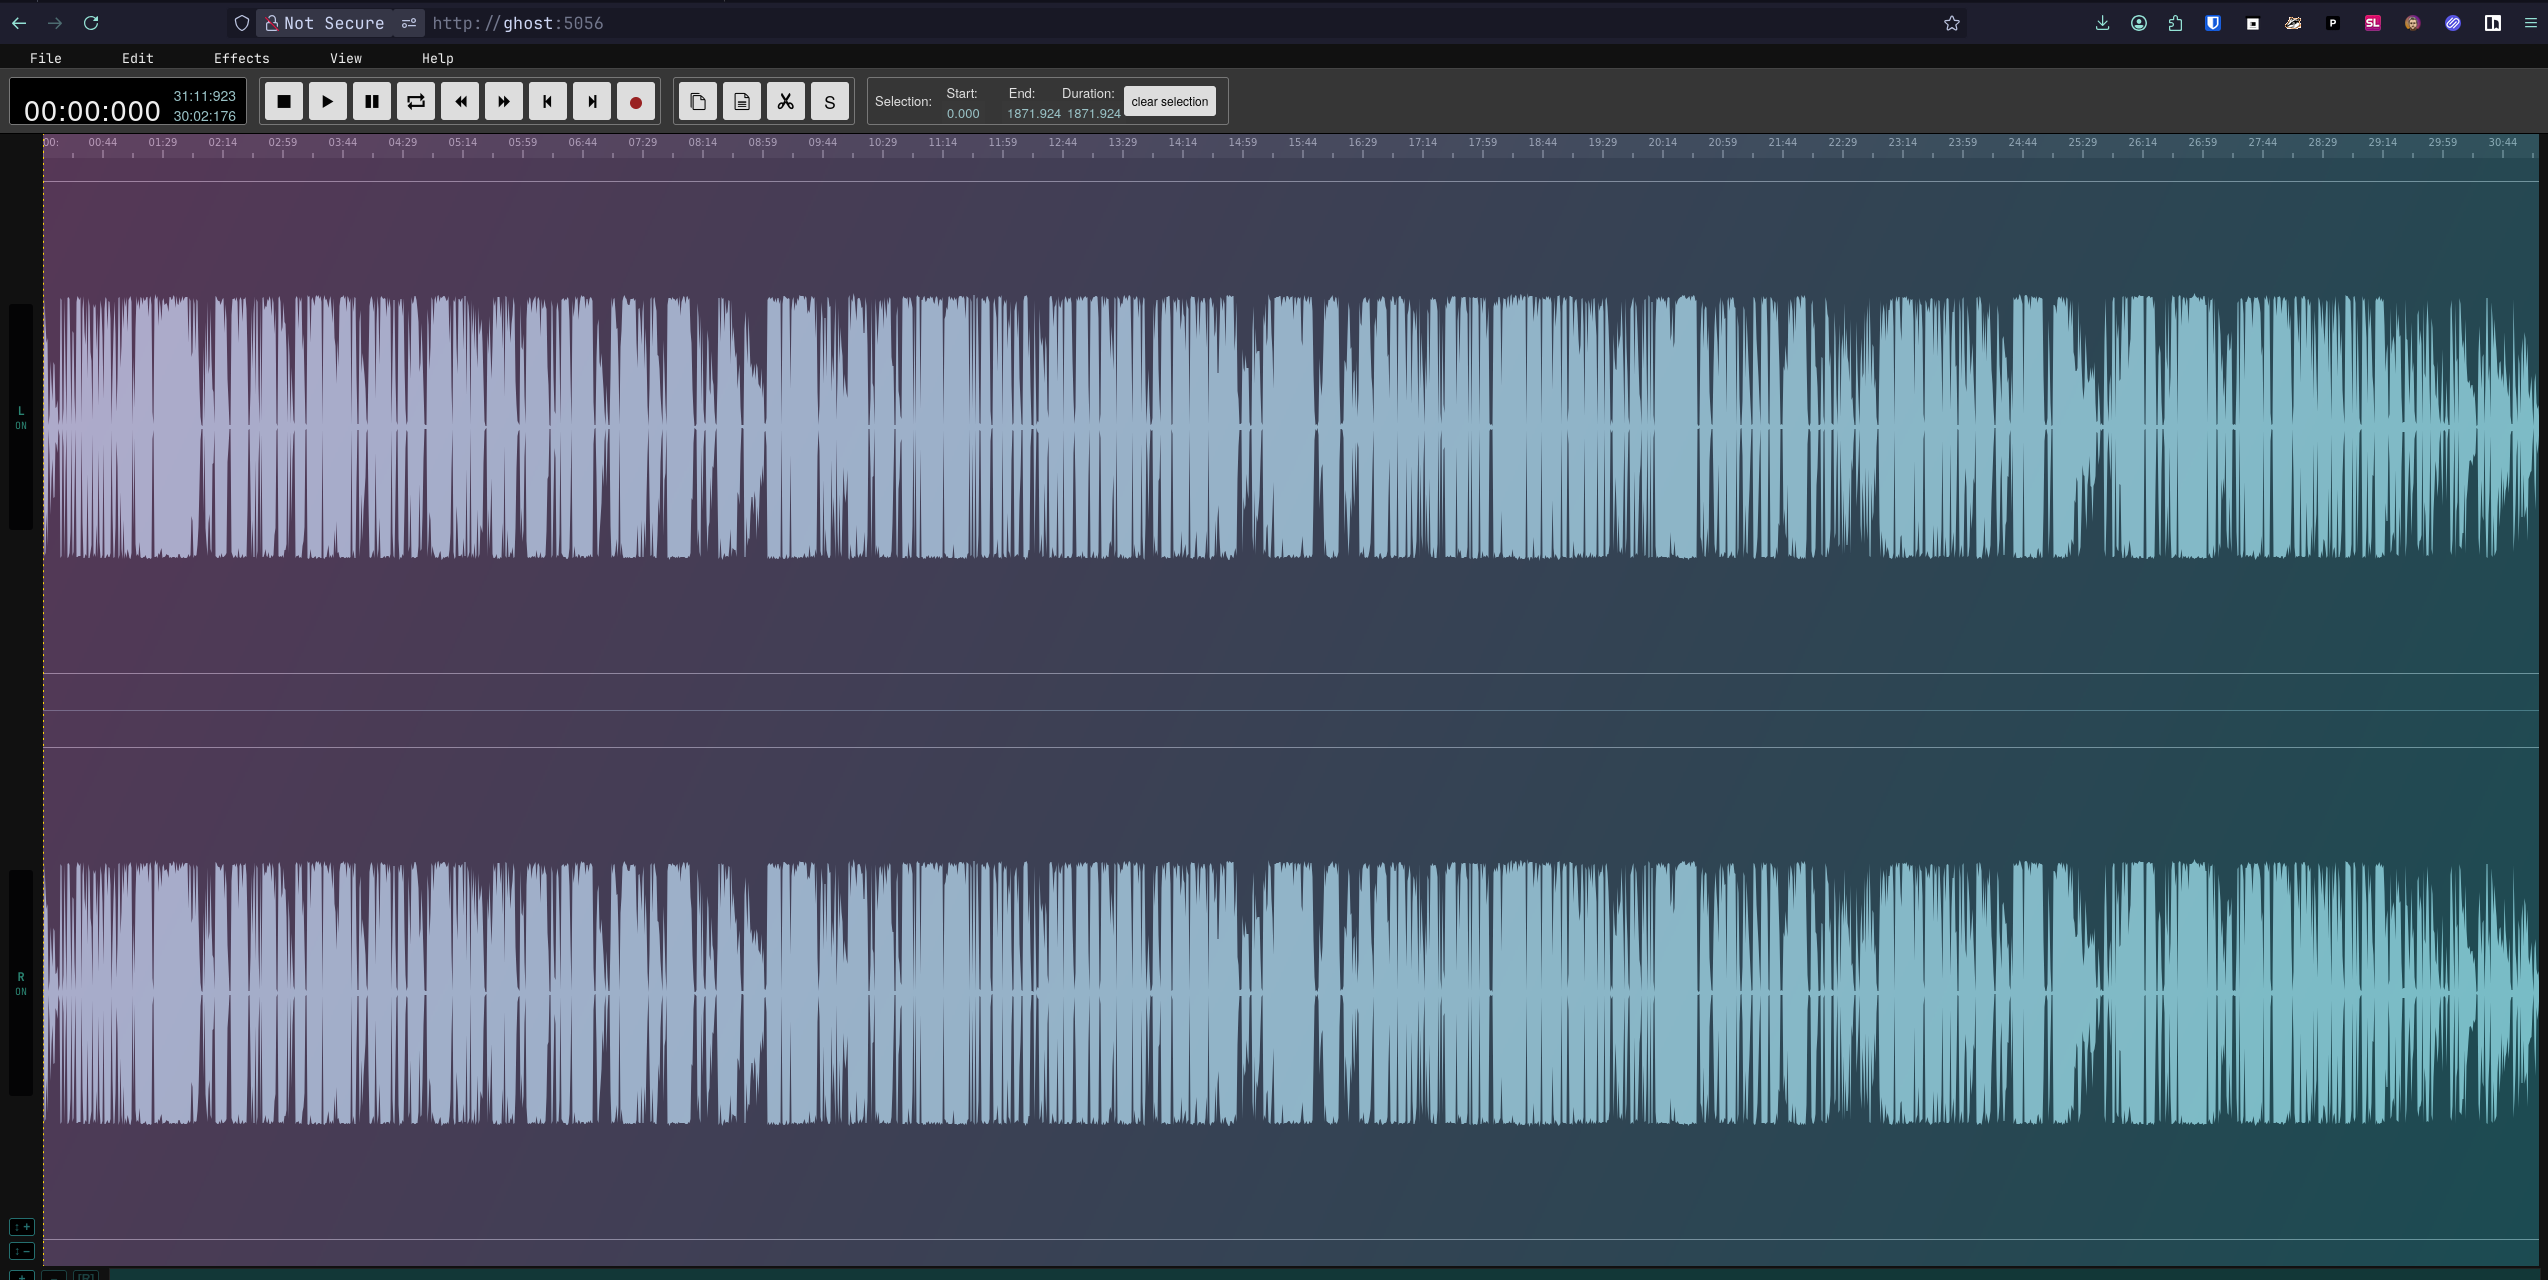 Not Secure http://ghost:5056
P SL
File Edit Effects View Help
00:00:000 31:11:923
30:02:176
S
Selection: Start: End: Duration: clear selection
0.000 1871.924 1871.924
00: 00:44 01:29 02:14 02:59 03:44 04:29 05:14 05:59 06:44 07:29 08:14 08:59 09:44 10:29 11:14 11:59 12:44 13:29 14:14 14:59 15:44 16:29 17:14 17:59 18:44 19:29 20:14 20:59 21:44 22:29 23:14 23:59 24:44 25:29 26:14 26:59 27:44 28:29 29:14 29:59 30:44
L
ON
R
ON
↕ +
↕ −
+ − [R]